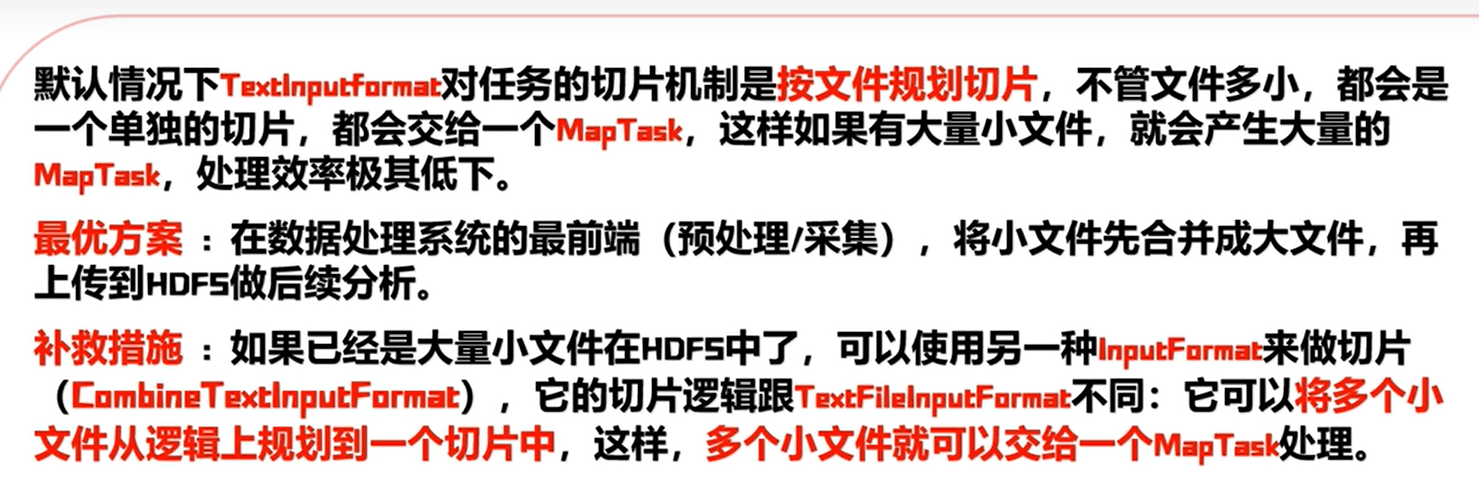 默认情况下TextInputformat对任务的切片机制是按文件规划切片，不管文件多小，都会是
一个单独的切片，都会交给一个MapTask，这样如果有大量小文件，就会产生大量的
MapTask，处理效率极其低下。
最优方案 ：在数据处理系统的最前端（预处理/采集），将小文件先合并成大文件，再
上传到HDFS做后续分析。
补救措施 ：如果已经是大量小文件在HDFS中了，可以使用另一种InputFormat来做切片
（CombineTextInputFormat），它的切片逻辑跟TextFileInputFormat不同：它可以将多个小
文件从逻辑上规划到一个切片中，这样，多个小文件就可以交给一个MapTask处理。